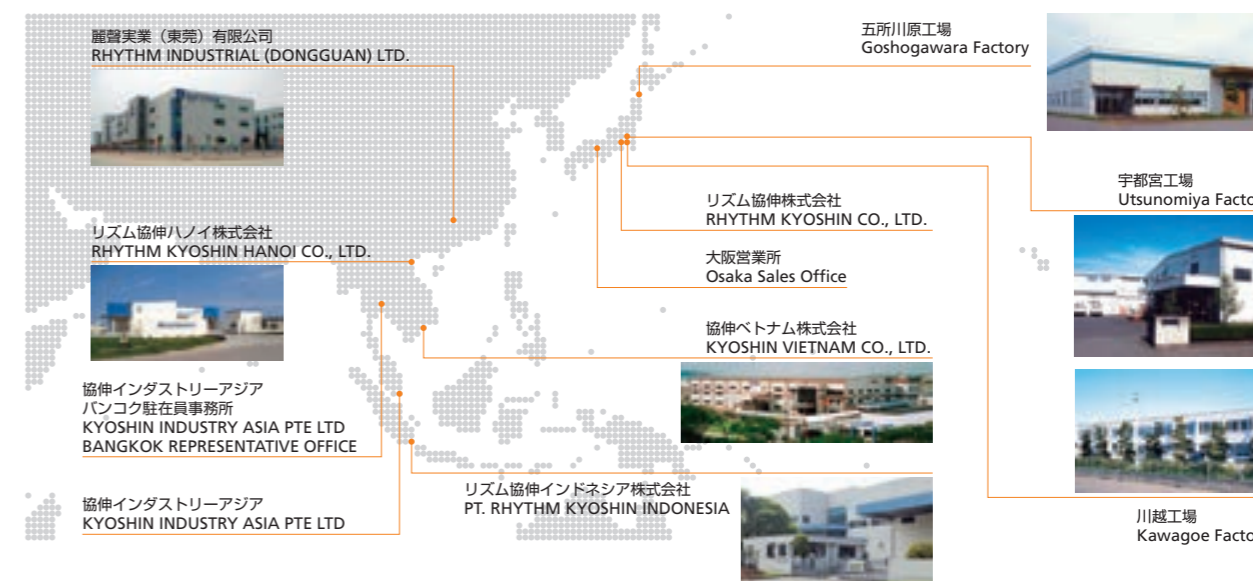 麗聲実業（東莞）有限公司
RHYTHM INDUSTRIAL (DONGGUAN) LTD.
五所川原工場
Goshogawara Factory
宇都宮工場
Utsunomiya Facto
リズム協伸株式会社
RHYTHM KYOSHIN CO., LTD.
リズム協伸ハノイ株式会社
RHYTHM KYOSHIN HANOI CO., LTD.
大阪営業所
Osaka Sales Office
協伸ベトナム株式会社
KYOSHIN VIETNAM CO., LTD.
協伸インダストリーアジア
バンコク駐在員事務所
KYOSHIN INDUSTRY ASIA PTE LTD
BANGKOK REPRESENTATIVE OFFICE
リズム協伸インドネシア株式会社
PT. RHYTHM KYOSHIN INDONESIA
協伸インダストリーアジア
KYOSHIN INDUSTRY ASIA PTE LTD
川越工場
Kawagoe Facto